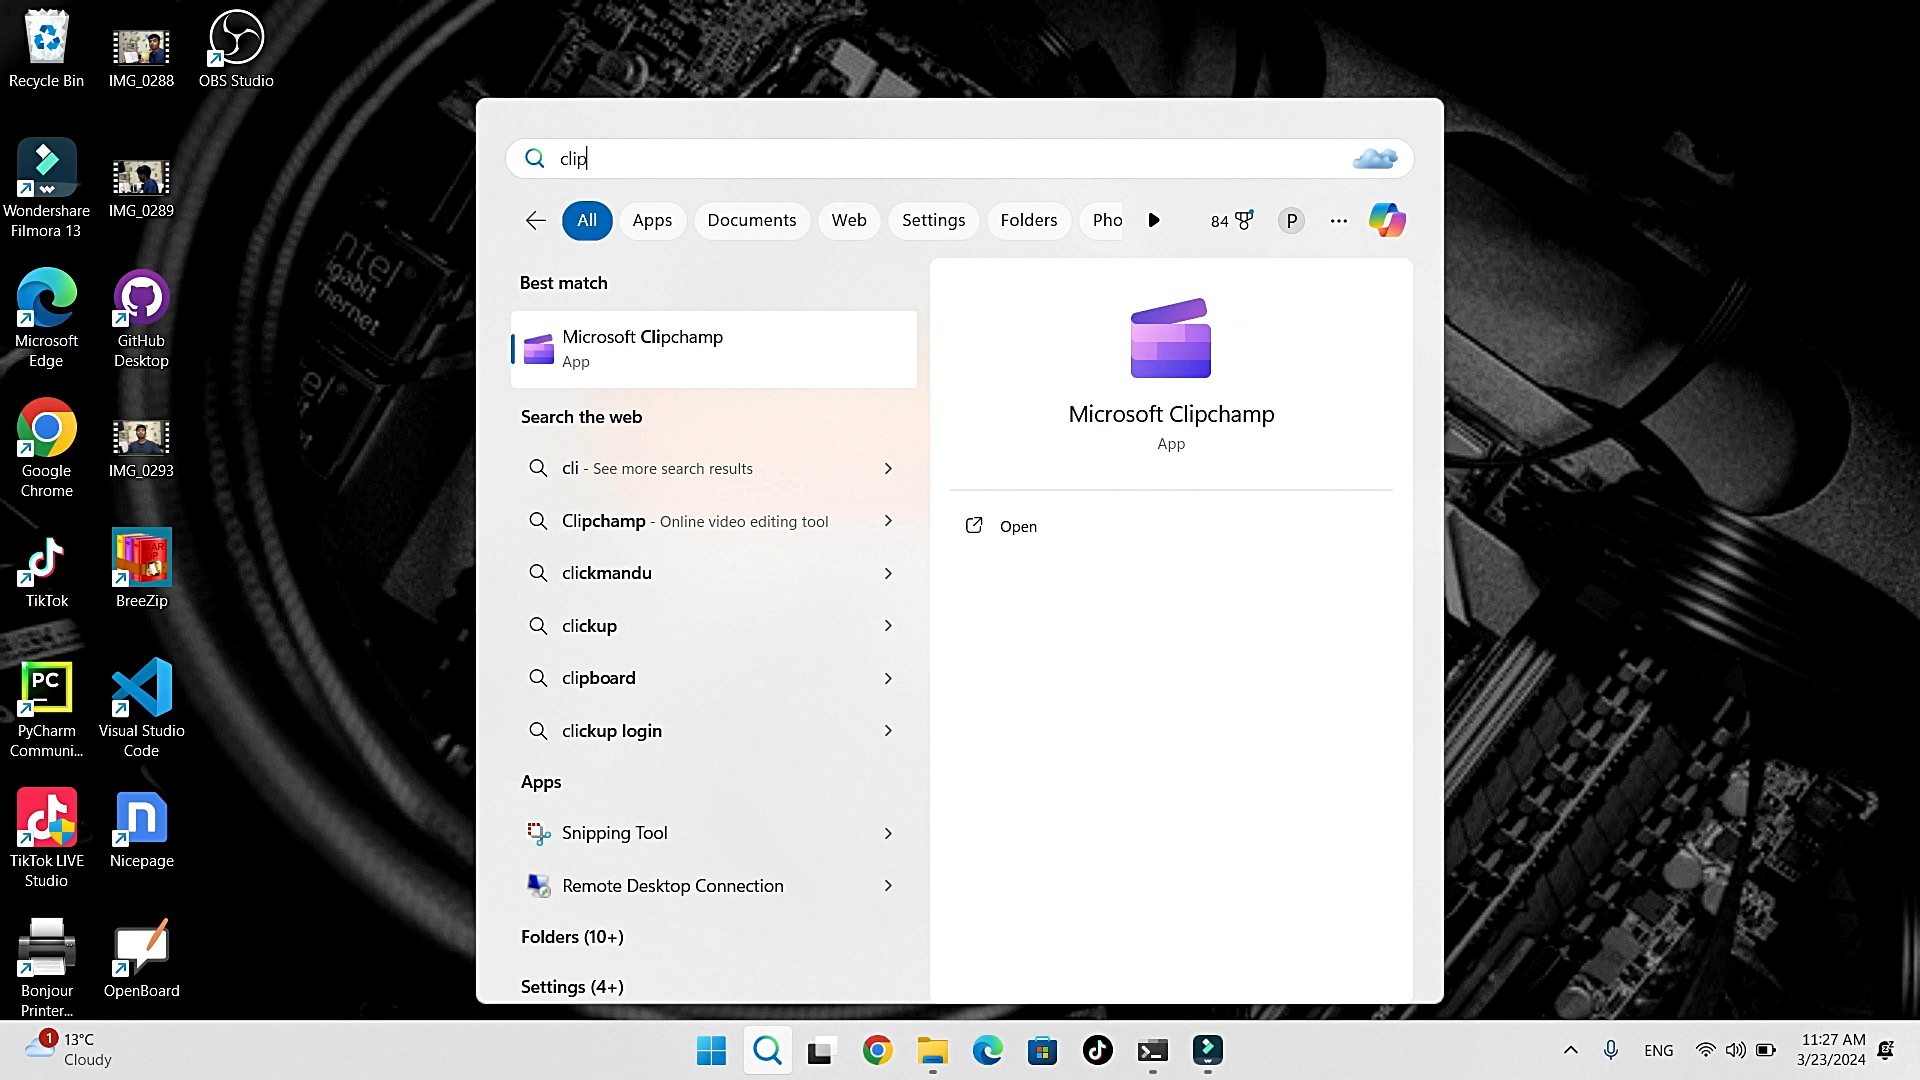 Recycle Bin
IMG_0288
OBS Studio
Wondershare
Filmora 13
IMG_0289
Microsoft
Edge
GitHub
Desktop
Google
Chrome
IMG_0293
TikTok
BreeZip
PC
PyCharm
Communi...
Visual Studio
Code
TikTok LIVE
Studio
n
Nicepage
Bonjour
Printer...
OpenBoard
clip
All
Apps
Documents
Web
Settings
Folders
Pho
84
P
Best match
Microsoft Clipchamp
App
Search the web
cli - See more search results
Clipchamp - Online video editing tool
clickmandu
clickup
clipboard
clickup login
Apps
Snipping Tool
Remote Desktop Connection
Folders (10+)
Settings (4+)
Microsoft Clipchamp
App
Open
1
13°C
Cloudy
ENG
11:27 AM
3/23/2024